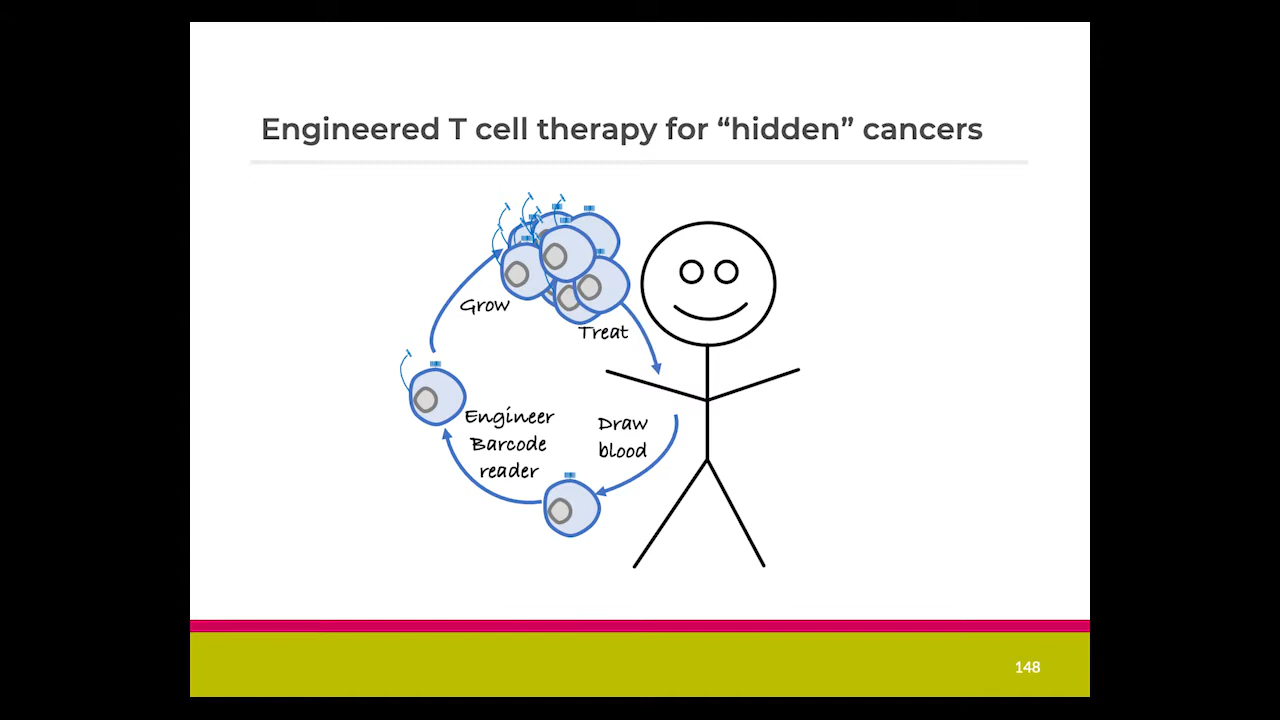 Engineered T cell therapy for “hidden” cancers
Grow
Treat
Engineer
Barcode
reader
Draw
blood
148